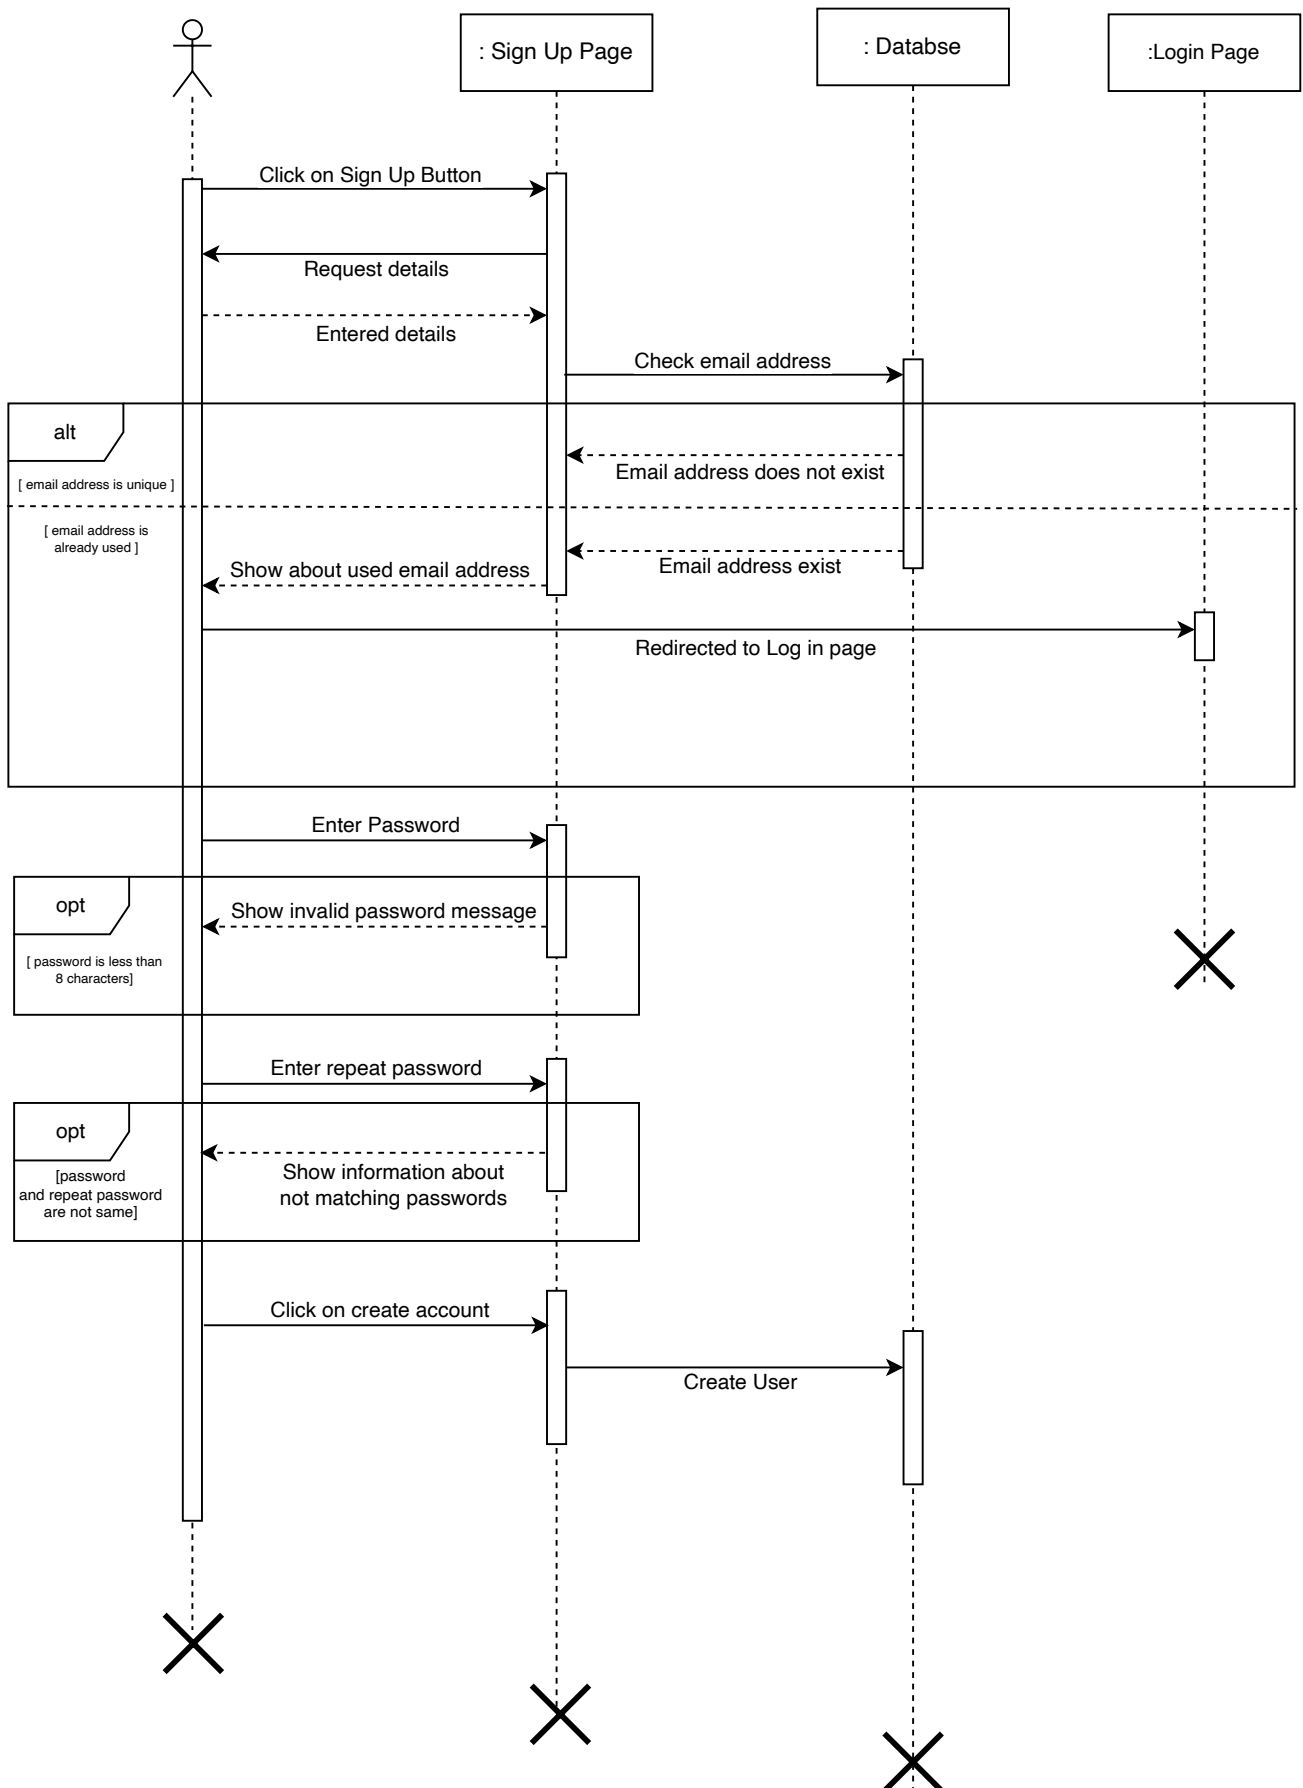 : Sign Up Page
: Databse
:Login Page
Click on Sign Up Button
Request details
Entered details
Check email address
alt
Email address does not exist
[ email address is unique ]
[ email address is
already used ]
Email address exist
Show about used email address
Redirected to Log in page
Enter Password
opt
Show invalid password message
[ password is less than
8 characters]
Enter repeat password
opt
Show information about
not matching passwords
[password
and repeat password
are not same]
Click on create account
Create User